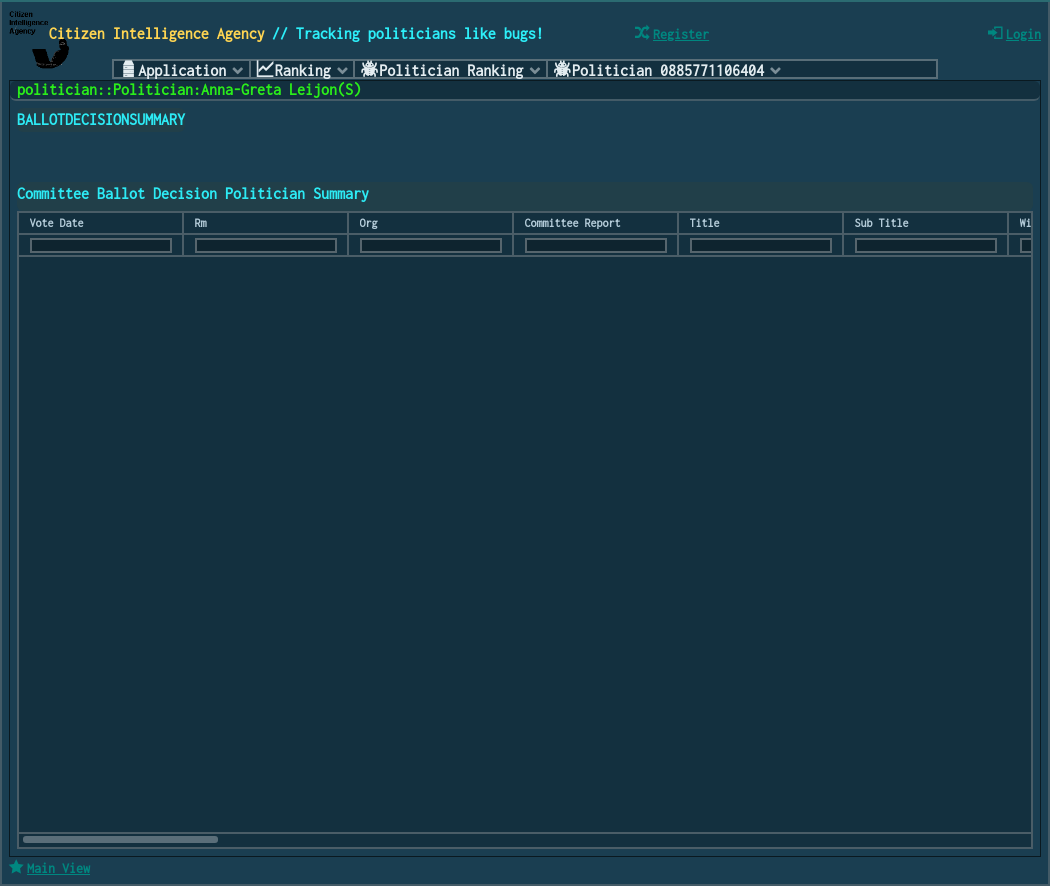 Citizen
Intelligence
Agency
Citizen Intelligence Agency // Tracking politicians like bugs!
Register
Login
Application
Ranking
Politician Ranking
Politician 0885771106404
politician::Politician:Anna-Greta Leijon(S)
BALLOTDECISIONSUMMARY
Committee Ballot Decision Politician Summary
Vote Date Rm Org Committee Report Title Sub Title Wi
Main View